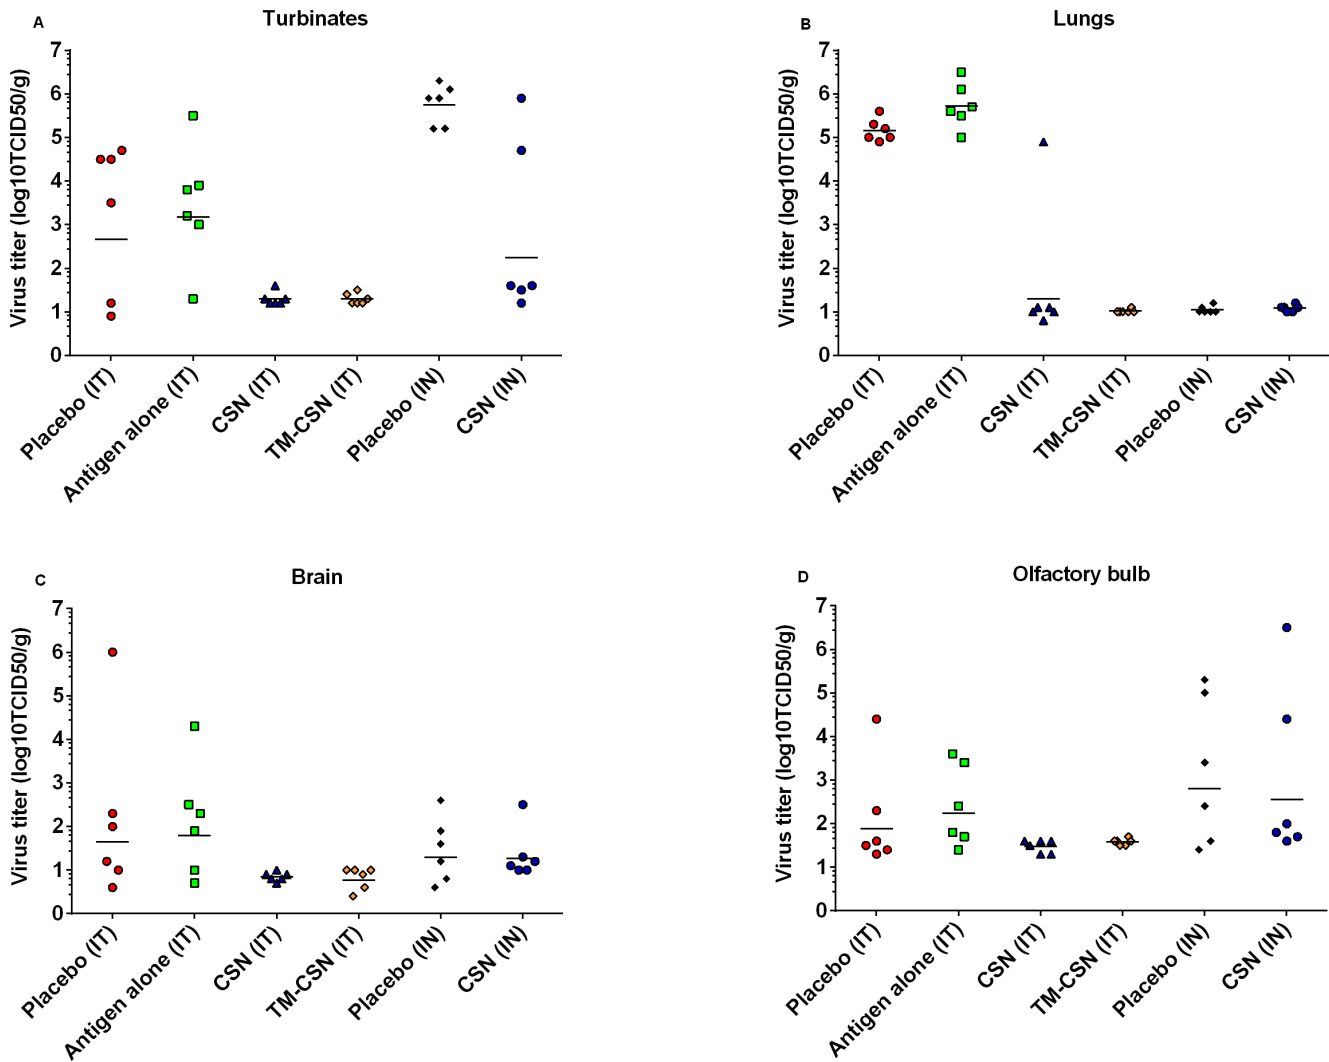 A
Turbinates
Virus titer (log10TCID50/g)
7
6
5
4
3
2
1
0
Placebo (IT)
Antigen alone (IT)
CSN (IT)
TM-CSN (IT)
Placebo (IN)
CSN (IN)
B
Lungs
Virus titer (log10TCID50/g)
7
6
5
4
3
2
1
0
Placebo (IT)
Antigen alone (IT)
CSN (IT)
TM-CSN (IT)
Placebo (IN)
CSN (IN)
C
Brain
Virus titer (log10TCID50/g)
7
6
5
4
3
2
1
0
Placebo (IT)
Antigen alone (IT)
CSN (IT)
TM-CSN (IT)
Placebo (IN)
CSN (IN)
D
Olfactory bulb
Virus titer (log10TCID50/g)
7
6
5
4
3
2
1
0
Placebo (IT)
Antigen alone (IT)
CSN (IT)
TM-CSN (IT)
Placebo (IN)
CSN (IN)